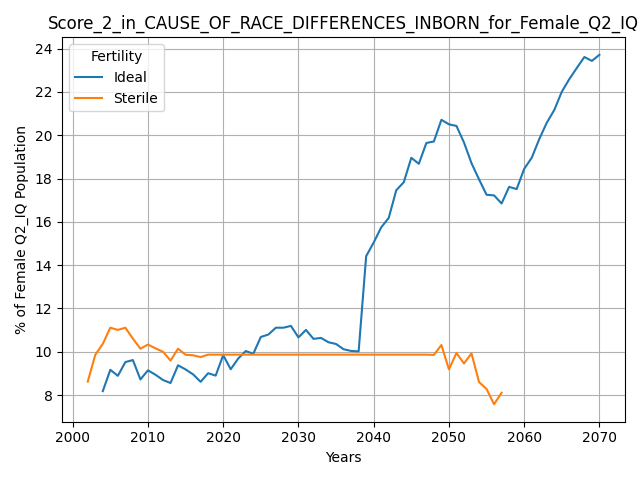 Score_2_in_CAUSE_OF_RACE_DIFFERENCES_INBORN_for_Female_Q2_IQ
Fertility
Ideal
Sterile
% of Female Q2_IQ Population
24
22
20
18
16
14
12
10
8
2000 2010 2020 2030 2040 2050 2060 2070
Years